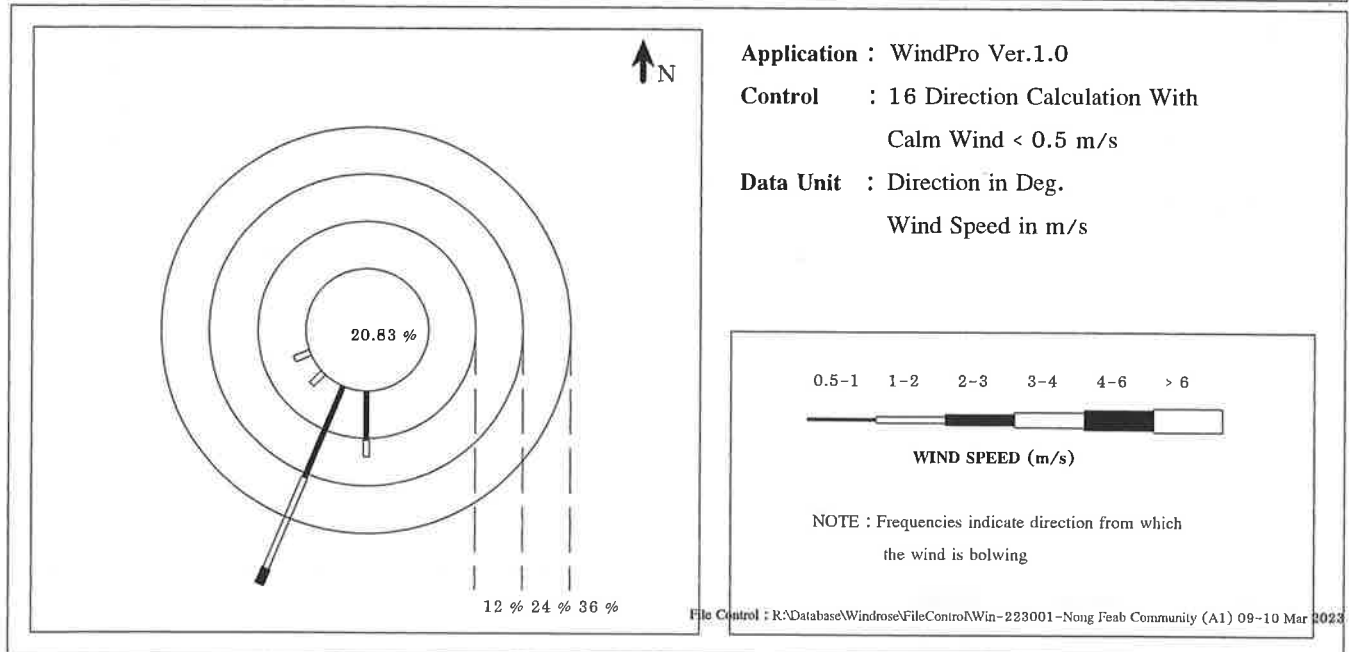 N
20.83 %
12 % 24 % 36 %
Application : WindPro Ver.1.0
Control : 16 Direction Calculation With
Calm Wind < 0.5 m/s
Data Unit : Direction in Deg.
Wind Speed in m/s
0.5-1 1-2 2-3 3-4 4-6 > 6
WIND SPEED (m/s)
NOTE : Frequencies indicate direction from which
the wind is bolwing
File Control : R:\Database\Windrose\FileControl\Win-223001-Nong Feab Community (A1) 09-10 Mar 2023